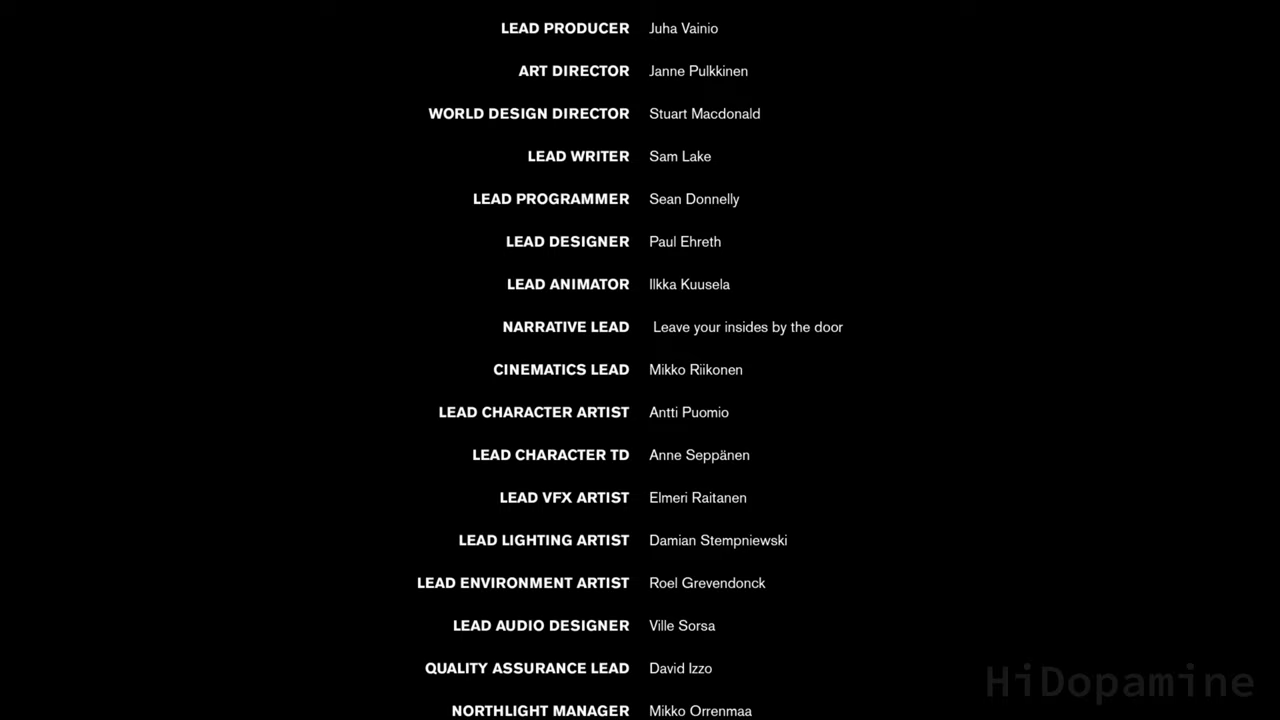 LEAD PRODUCER Juha Vainio
ART DIRECTOR Janne Pulkkinen
WORLD DESIGN DIRECTOR Stuart Macdonald
LEAD WRITER Sam Lake
LEAD PROGRAMMER Sean Donnelly
LEAD DESIGNER Paul Ehreth
LEAD ANIMATOR Ilkka Kuusela
NARRATIVE LEAD Leave your insides by the door
CINEMATICS LEAD Mikko Riikonen
LEAD CHARACTER ARTIST Antti Puomio
LEAD CHARACTER TD Anne Seppänen
LEAD VFX ARTIST Elmeri Raitanen
LEAD LIGHTING ARTIST Damian Stempniewski
LEAD ENVIRONMENT ARTIST Roel Grevendonck
LEAD AUDIO DESIGNER Ville Sorsa
QUALITY ASSURANCE LEAD David Izzo
HiDopamine
NORTHLIGHT MANAGER Mikko Orrenmaa